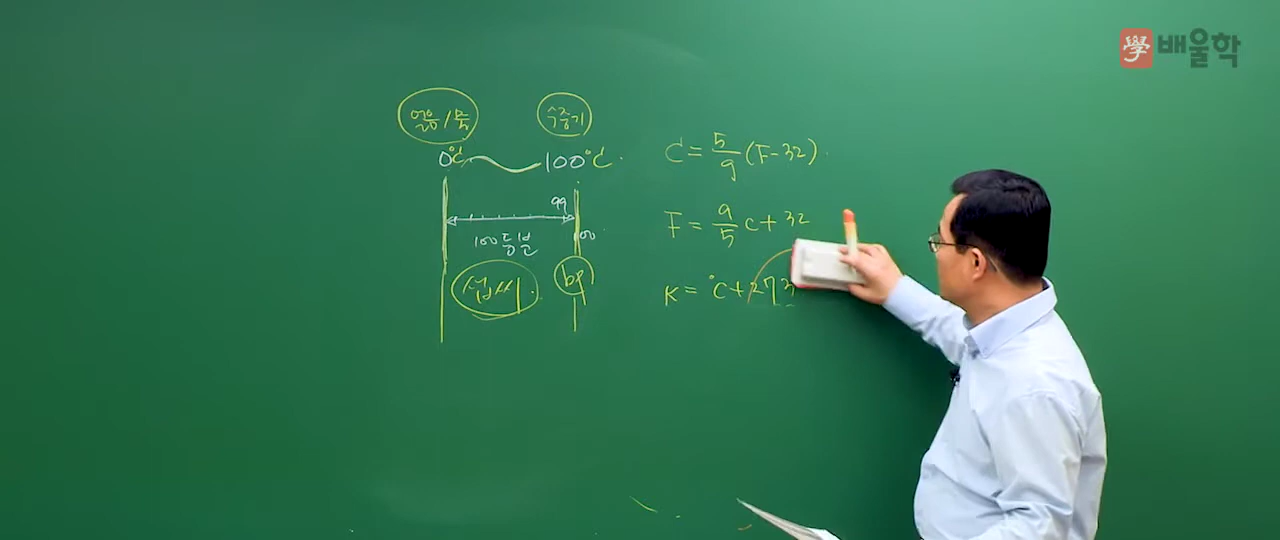 學 배울학
얼음/물 수증기
0℃ 100℃.
99
100등분 100
섭씨. bp
C = 5/9 (F - 32).
F = 9/5 C + 32
K = ℃ + 273